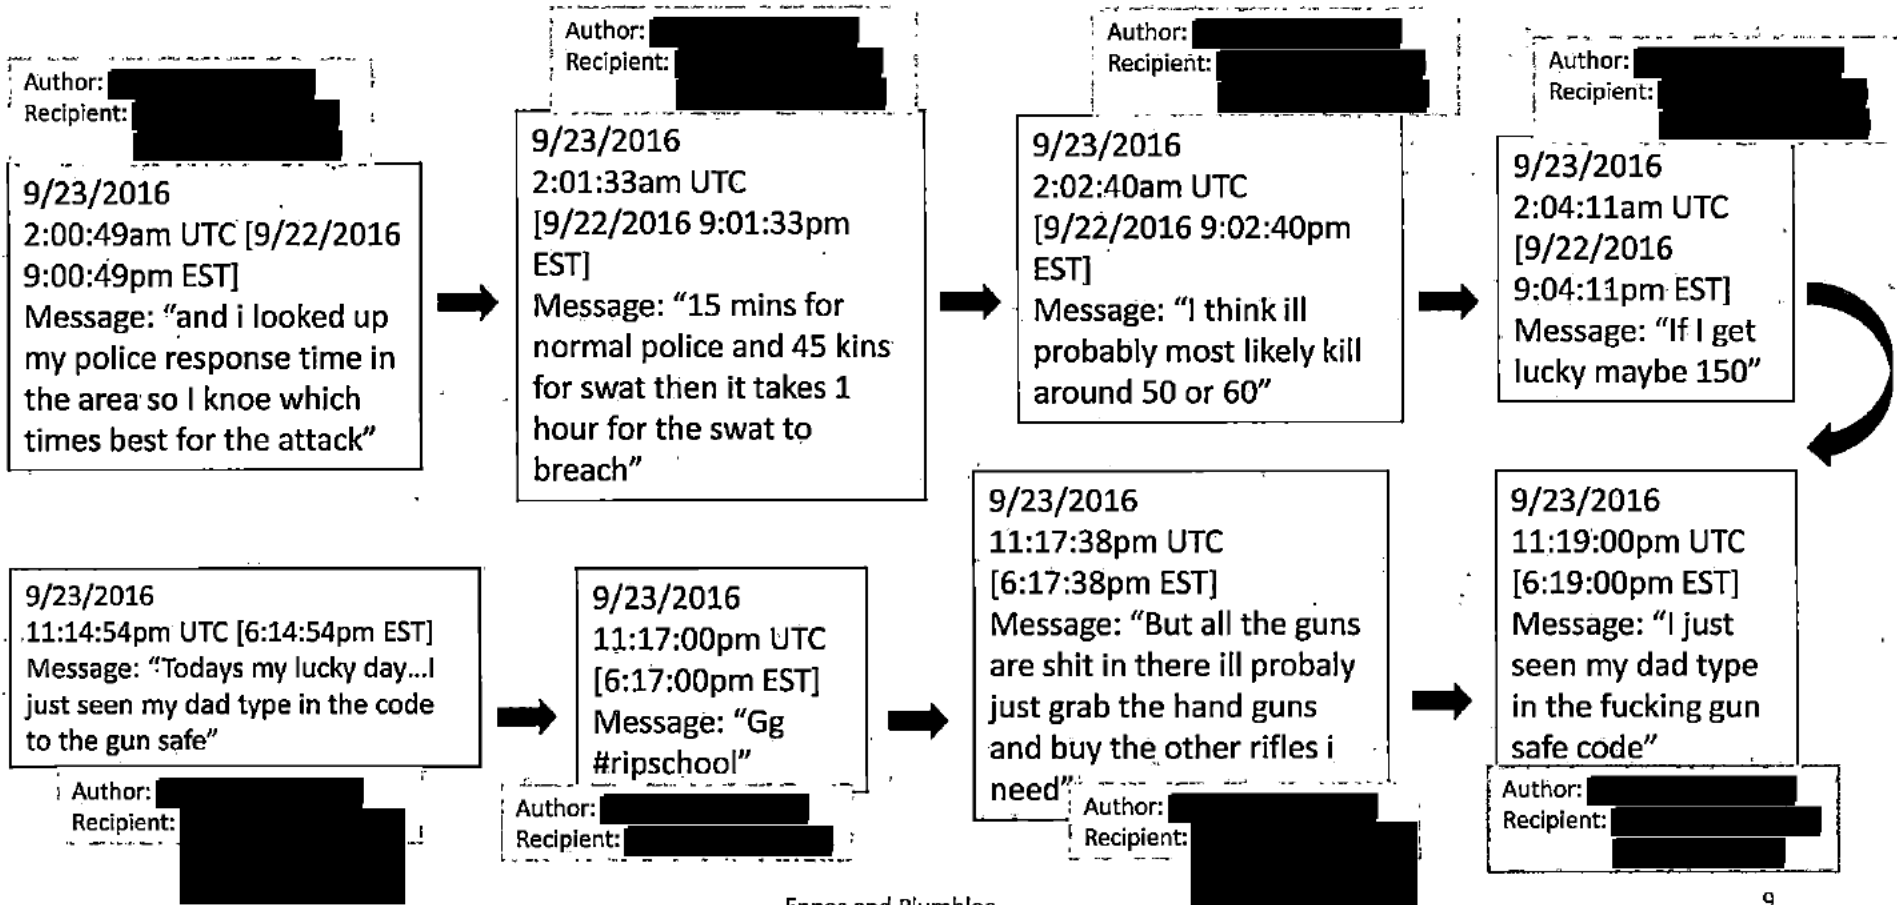 Author:
Recipient:
9/23/2016
2:00:49am UTC [9/22/2016
9:00:49pm EST]
Message: “and i looked up
my police response time in
the area so I knoe which
times best for the attack”
Author:
Recipient:
9/23/2016
2:01:33am UTC
[9/22/2016 9:01:33pm
EST]
Message: “15 mins for
normal police and 45 kins
for swat then it takes 1
hour for the swat to
breach”
Author:
Recipient:
9/23/2016
2:02:40am UTC
[9/22/2016 9:02:40pm
EST]
Message: “I think ill
probably most likely kill
around 50 or 60”
Author:
Recipient:
9/23/2016
2:04:11am UTC
[9/22/2016
9:04:11pm EST]
Message: “If I get
lucky maybe 150”
9/23/2016
11:14:54pm UTC [6:14:54pm EST]
Message: “Todays my lucky day...I
just seen my dad type in the code
to the gun safe”
Author:
Recipient:
9/23/2016
11:17:00pm UTC
[6:17:00pm EST]
Message: “Gg
#ripschool”
Author:
Recipient:
9/23/2016
11:17:38pm UTC
[6:17:38pm EST]
Message: “But all the guns
are shit in there ill probaly
just grab the hand guns
and buy the other rifles i
need”
Author:
Recipient:
9/23/2016
11:19:00pm UTC
[6:19:00pm EST]
Message: “I just
seen my dad type
in the fucking gun
safe code”
Author:
Recipient:
and
9